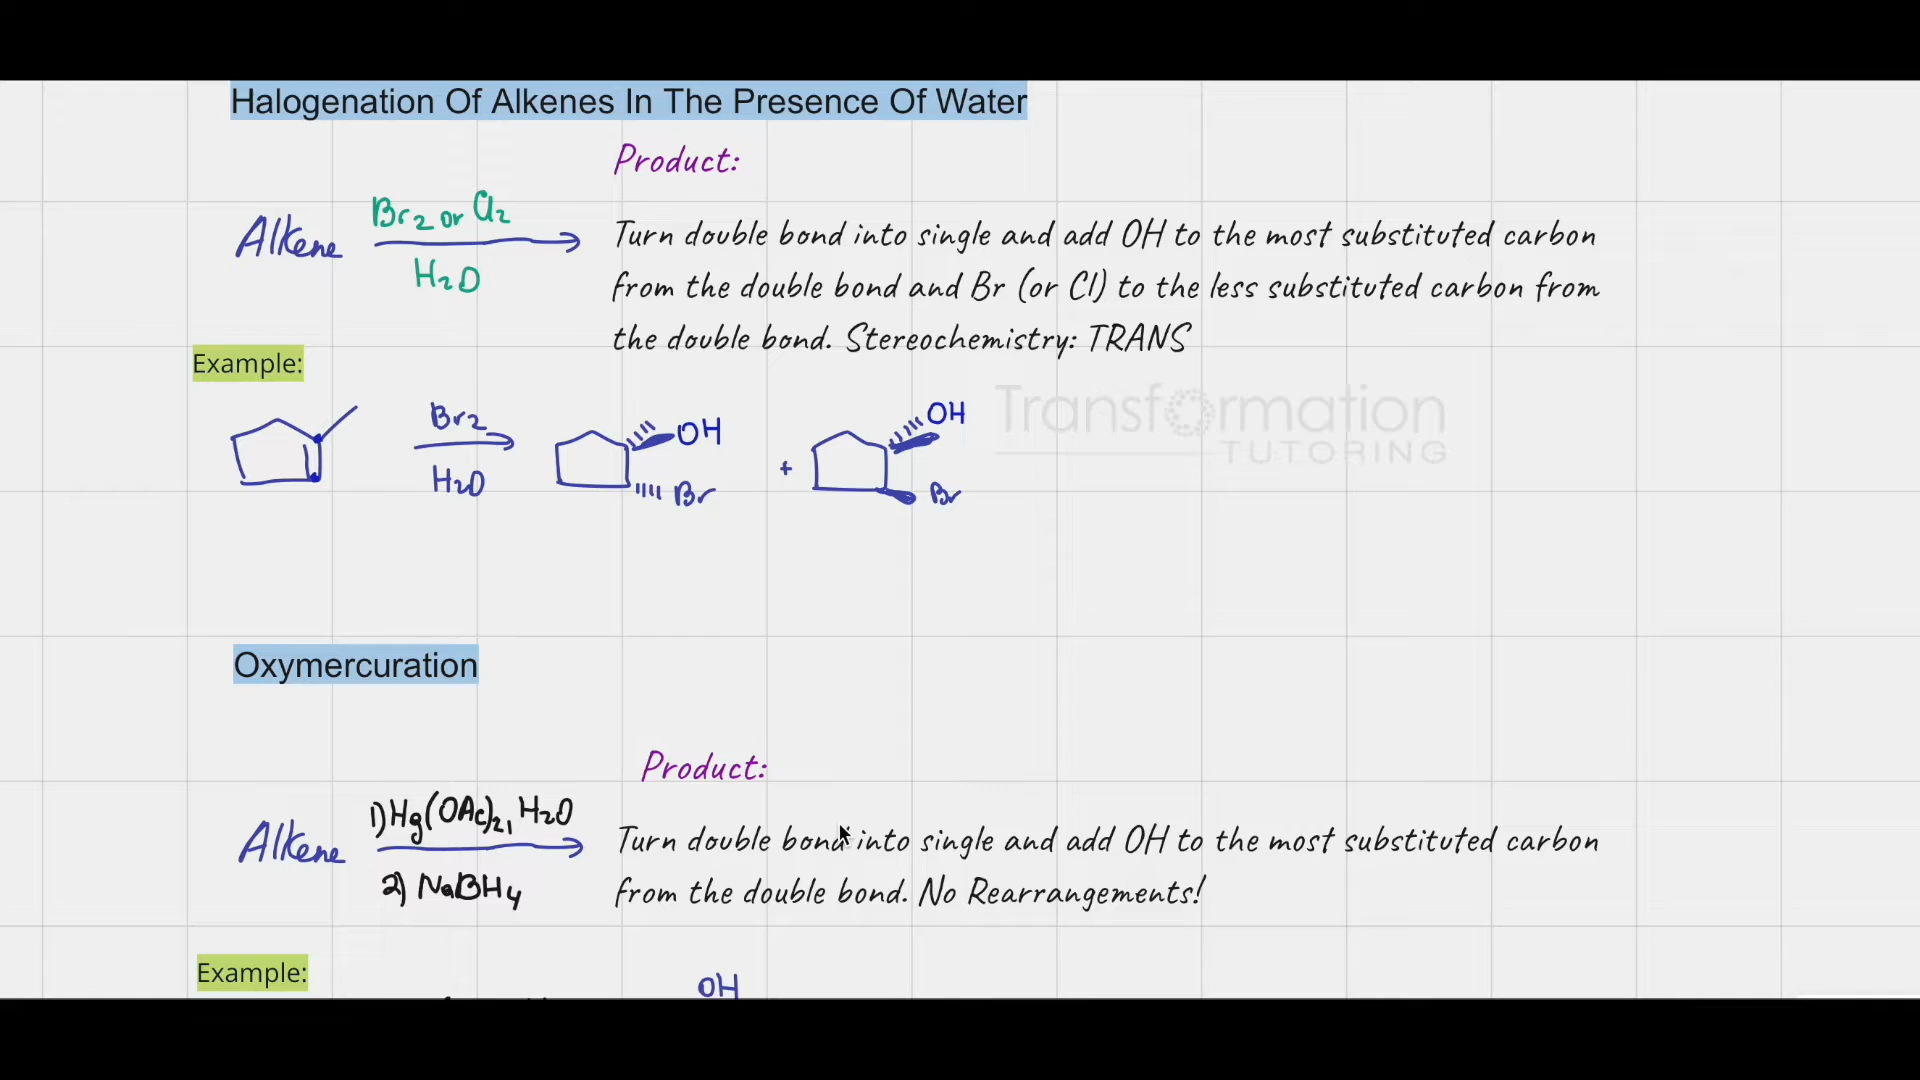 Halogenation Of Alkenes In The Presence Of Water
Product:
Alkene
Br2 or Cl2
H2O
Turn double bond into single and add OH to the most substituted carbon
from the double bond and Br (or Cl) to the less substituted carbon from
the double bond. Stereochemistry: TRANS
Example:
Br2
H2O
OH
Br
+
OH
Br
Transformation
TUTORING
Oxymercuration
Product:
Alkene
1) Hg(OAc)2, H2O
2) NaBH4
Turn double bond into single and add OH to the most substituted carbon
from the double bond. No Rearrangements!
Example:
OH